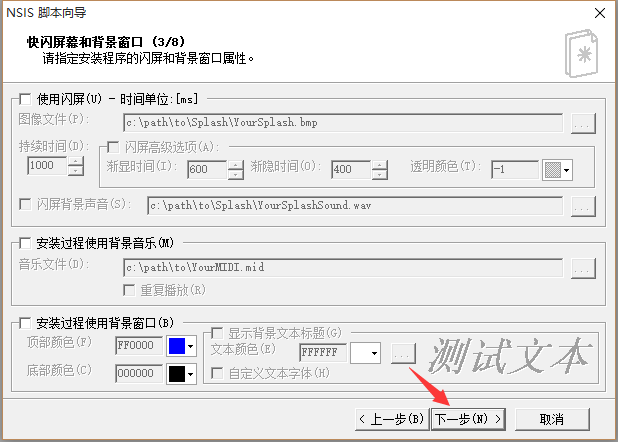 NSIS 脚本向导
快闪屏幕和背景窗口 (3/8)
请指定安装程序的闪屏和背景窗口属性。
使用闪屏(U) - 时间单位:[ms]
图像文件(P): c:\path\to\Splash\YourSplash.bmp ...
持续时间(D): 闪屏高级选项(A):
1000 渐显时间(I): 600 渐隐时间(O): 400 透明颜色(T): -1
闪屏背景声音(S): c:\path\to\Splash\YourSplashSound.wav ...
安装过程使用背景音乐(M)
音乐文件(D): c:\path\to\YourMIDI.mid ...
重复播放(R)
安装过程使用背景窗口(B)
显示背景文本标题(G)
顶部颜色(F) FF0000 文本颜色(E) FFFFFF ... 测试文本
底部颜色(C) 000000 自定义文本字体(H)
< 上一步(B) 下一步(N) > 取消